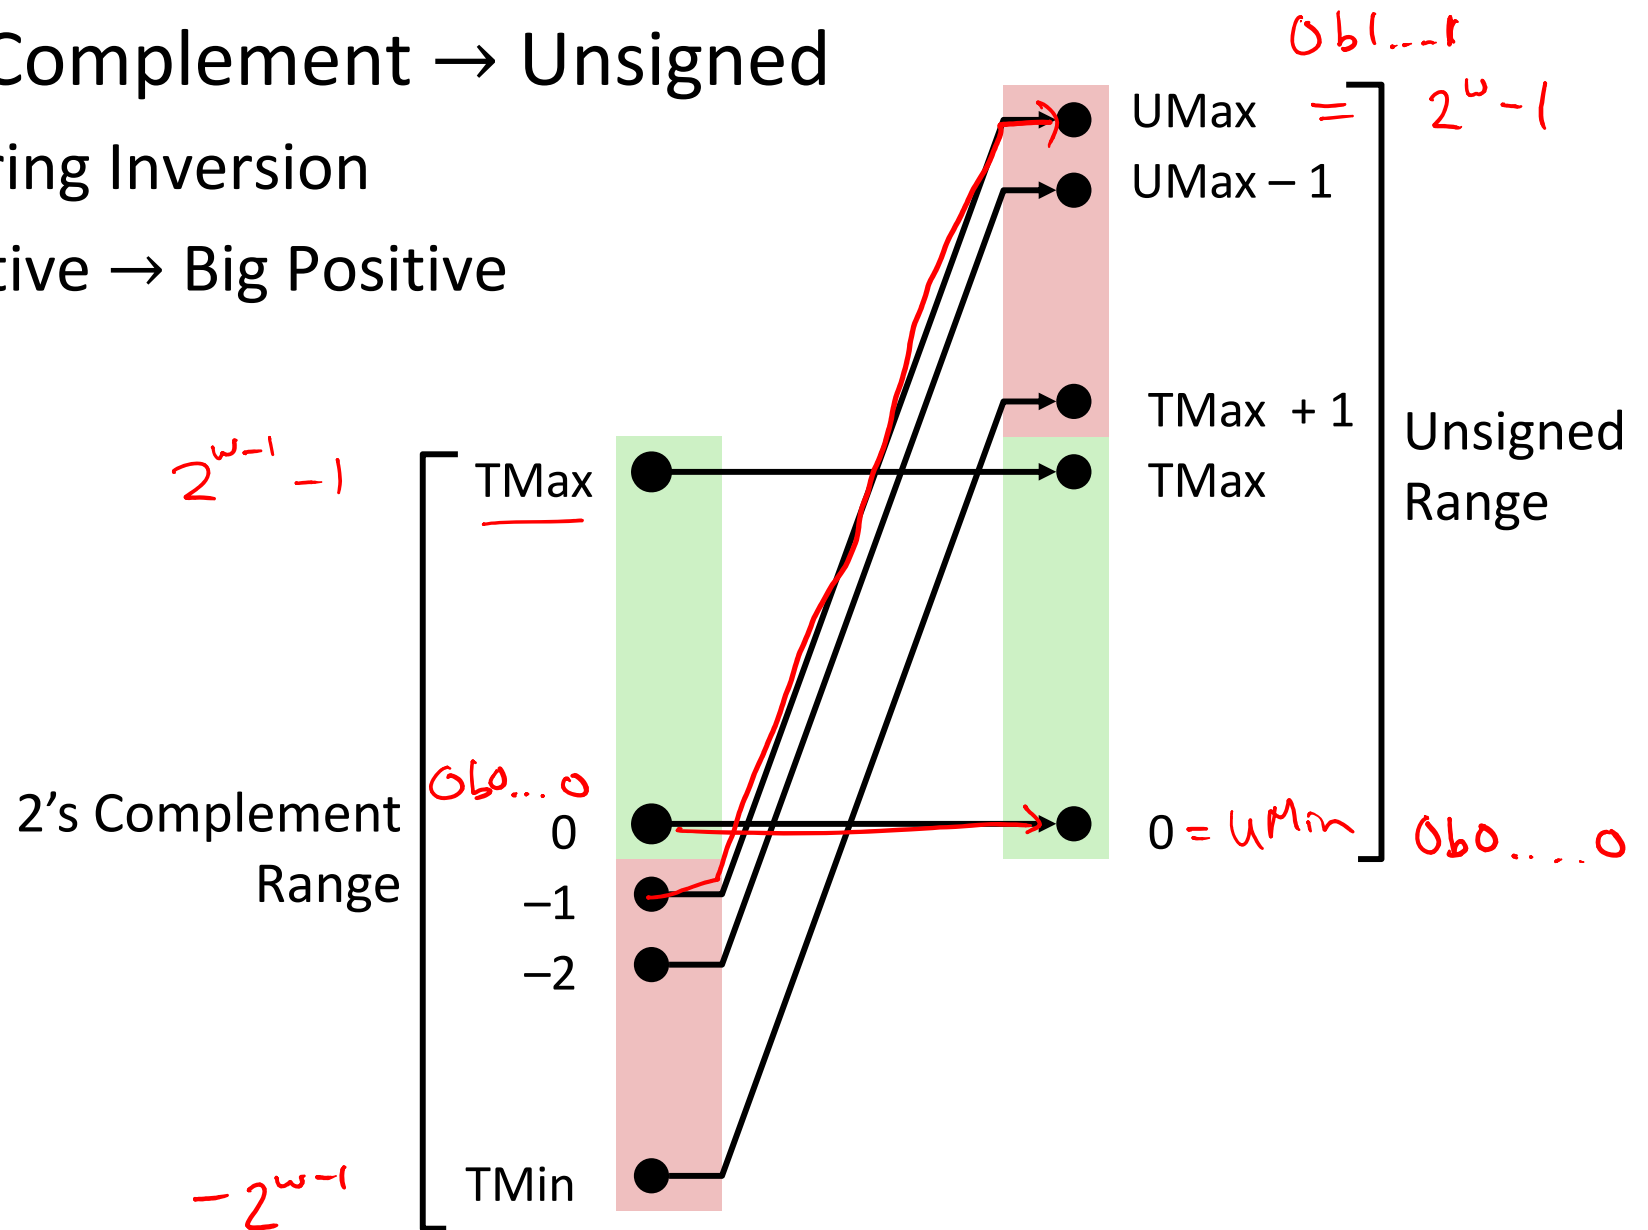 Complement → Unsigned
ring Inversion
tive → Big Positive
0b1...1
UMax = 2^w - 1
UMax – 1
TMax + 1
TMax
Unsigned
Range
2^w-1 - 1
TMax
0b0...0
2’s Complement
Range
0
–1
–2
0 = UMin 0b0....0
-2^w-1
TMin